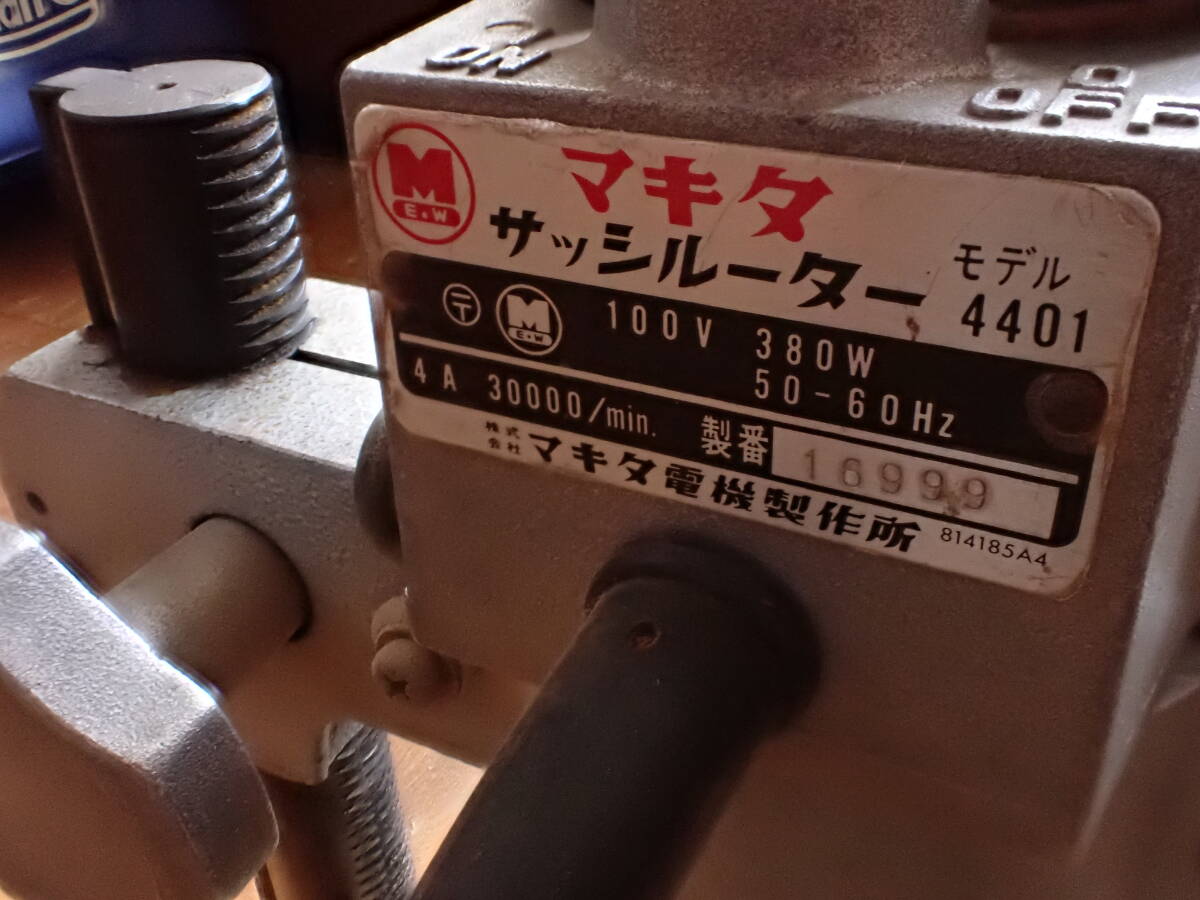 ON
OFF
M
E.W
マキタ
サッシルーター
モデル
4401
〒
M
E.W
100V 380W
50-60Hz
4A 30000/min.
製番
16999
株式会社 マキタ電機製作所
814185A4